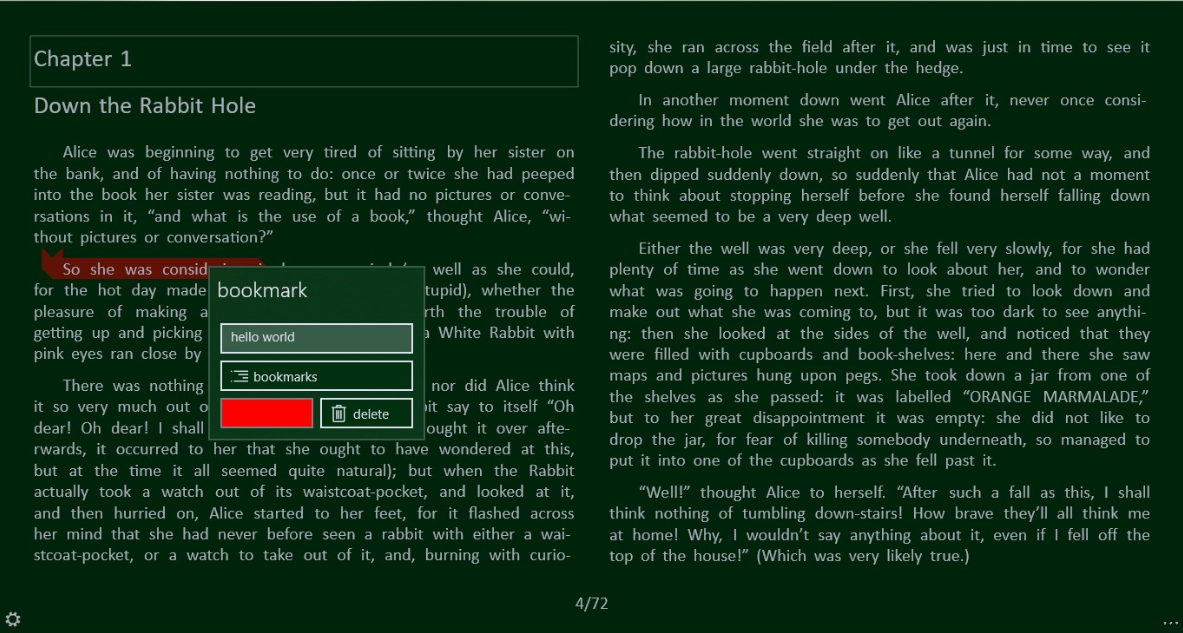 Chapter 1
Down the Rabbit Hole
Alice was beginning to get very tired of sitting by her sister on
the bank, and of having nothing to do: once or twice she had peeped
into the book her sister was reading, but it had no pictures or conve-
rsations in it, “and what is the use of a book,” thought Alice, “wi-
thout pictures or conversation?”
So she was consid well as she could,
for the hot day made tupid), whether the
pleasure of making a rth the trouble of
getting up and picking a White Rabbit with
pink eyes ran close by
There was nothing nor did Alice think
it so very much out o it say to itself “Oh
dear! Oh dear! I shall ought it over afte-
rwards, it occurred to her that she ought to have wondered at this,
but at the time it all seemed quite natural); but when the Rabbit
actually took a watch out of its waistcoat-pocket, and looked at it,
and then hurried on, Alice started to her feet, for it flashed across
her mind that she had never before seen a rabbit with either a wai-
stcoat-pocket, or a watch to take out of it, and, burning with curio-
bookmark
hello world
bookmarks
delete
sity, she ran across the field after it, and was just in time to see it
pop down a large rabbit-hole under the hedge.
In another moment down went Alice after it, never once consi-
dering how in the world she was to get out again.
The rabbit-hole went straight on like a tunnel for some way, and
then dipped suddenly down, so suddenly that Alice had not a moment
to think about stopping herself before she found herself falling down
what seemed to be a very deep well.
Either the well was very deep, or she fell very slowly, for she had
plenty of time as she went down to look about her, and to wonder
what was going to happen next. First, she tried to look down and
make out what she was coming to, but it was too dark to see anythi-
ng: then she looked at the sides of the well, and noticed that they
were filled with cupboards and book-shelves: here and there she saw
maps and pictures hung upon pegs. She took down a jar from one of
the shelves as she passed: it was labelled “ORANGE MARMALADE,”
but to her great disappointment it was empty: she did not like to
drop the jar, for fear of killing somebody underneath, so managed to
put it into one of the cupboards as she fell past it.
“Well!” thought Alice to herself. “After such a fall as this, I shall
think nothing of tumbling down-stairs! How brave they’ll all think me
at home! Why, I wouldn’t say anything about it, even if I fell off the
top of the house!” (Which was very likely true.)
4/72